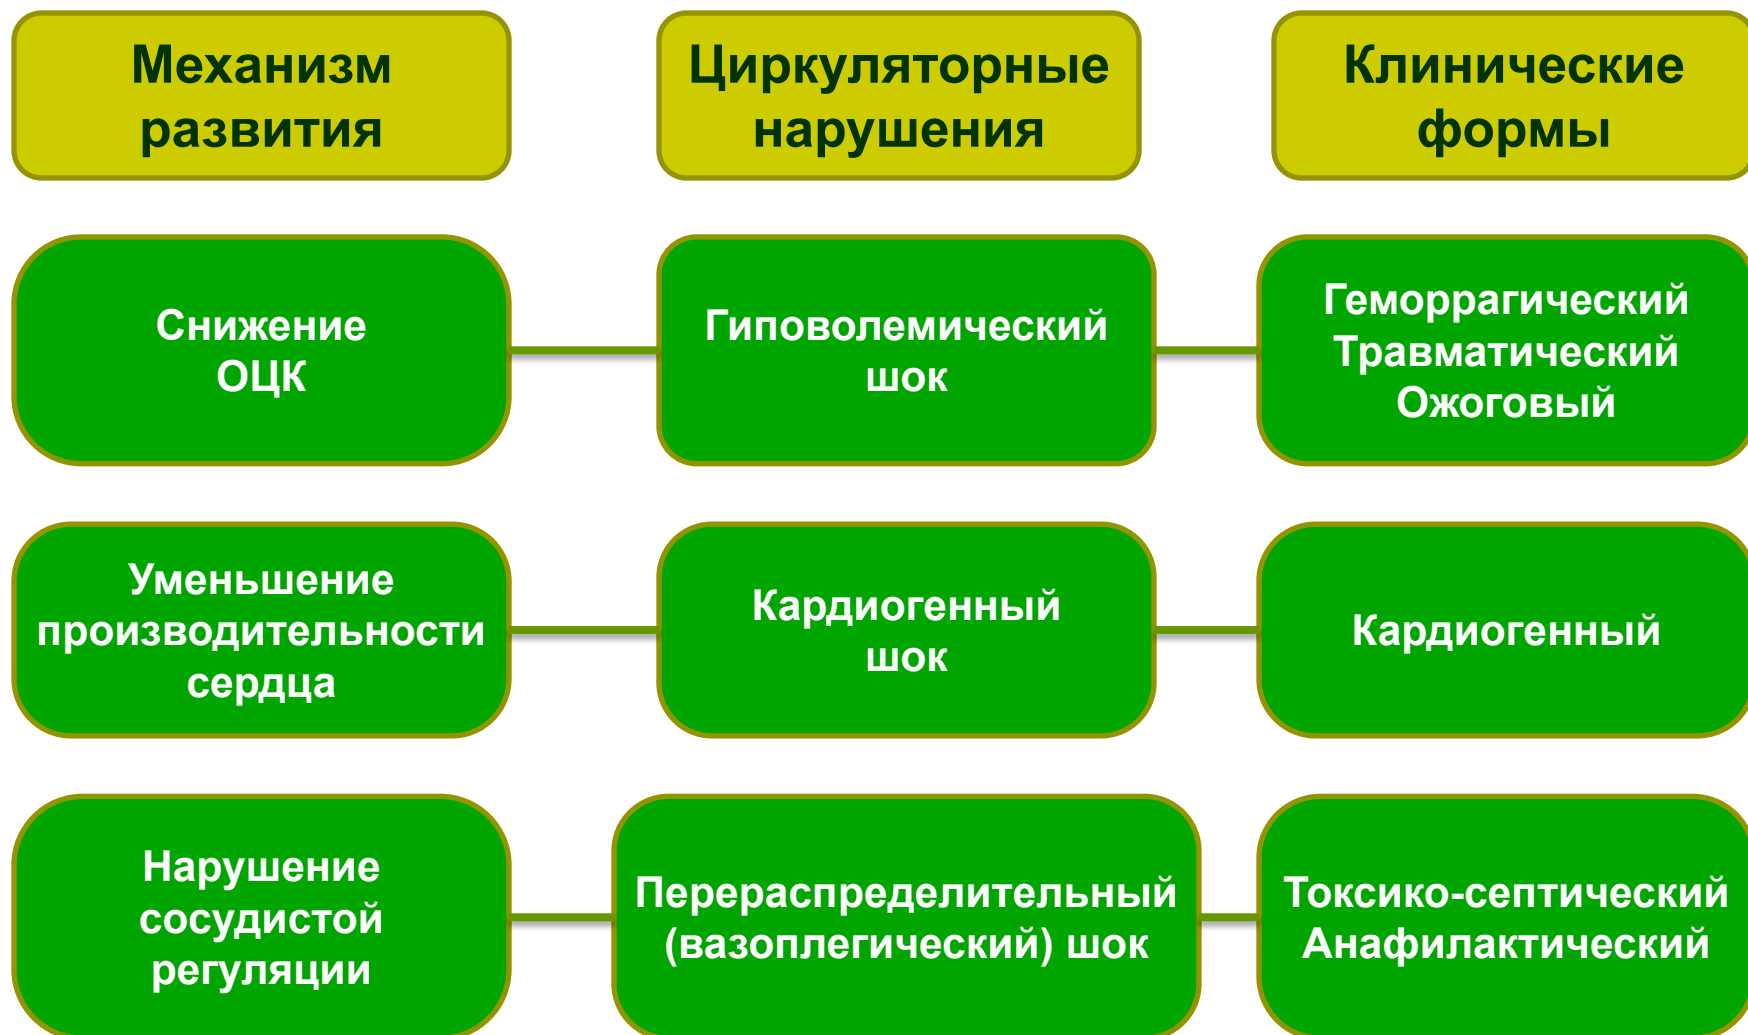 Механизм
развития
Циркуляторные
нарушения
Клинические
формы
Снижение
ОЦК
Гиповолемический
шок
Геморрагический
Травматический
Ожоговый
Уменьшение
производительности
сердца
Кардиогенный
шок
Кардиогенный
Нарушение
сосудистой
регуляции
Перераспределительный
(вазоплегический) шок
Токсико-септический
Анафилактический